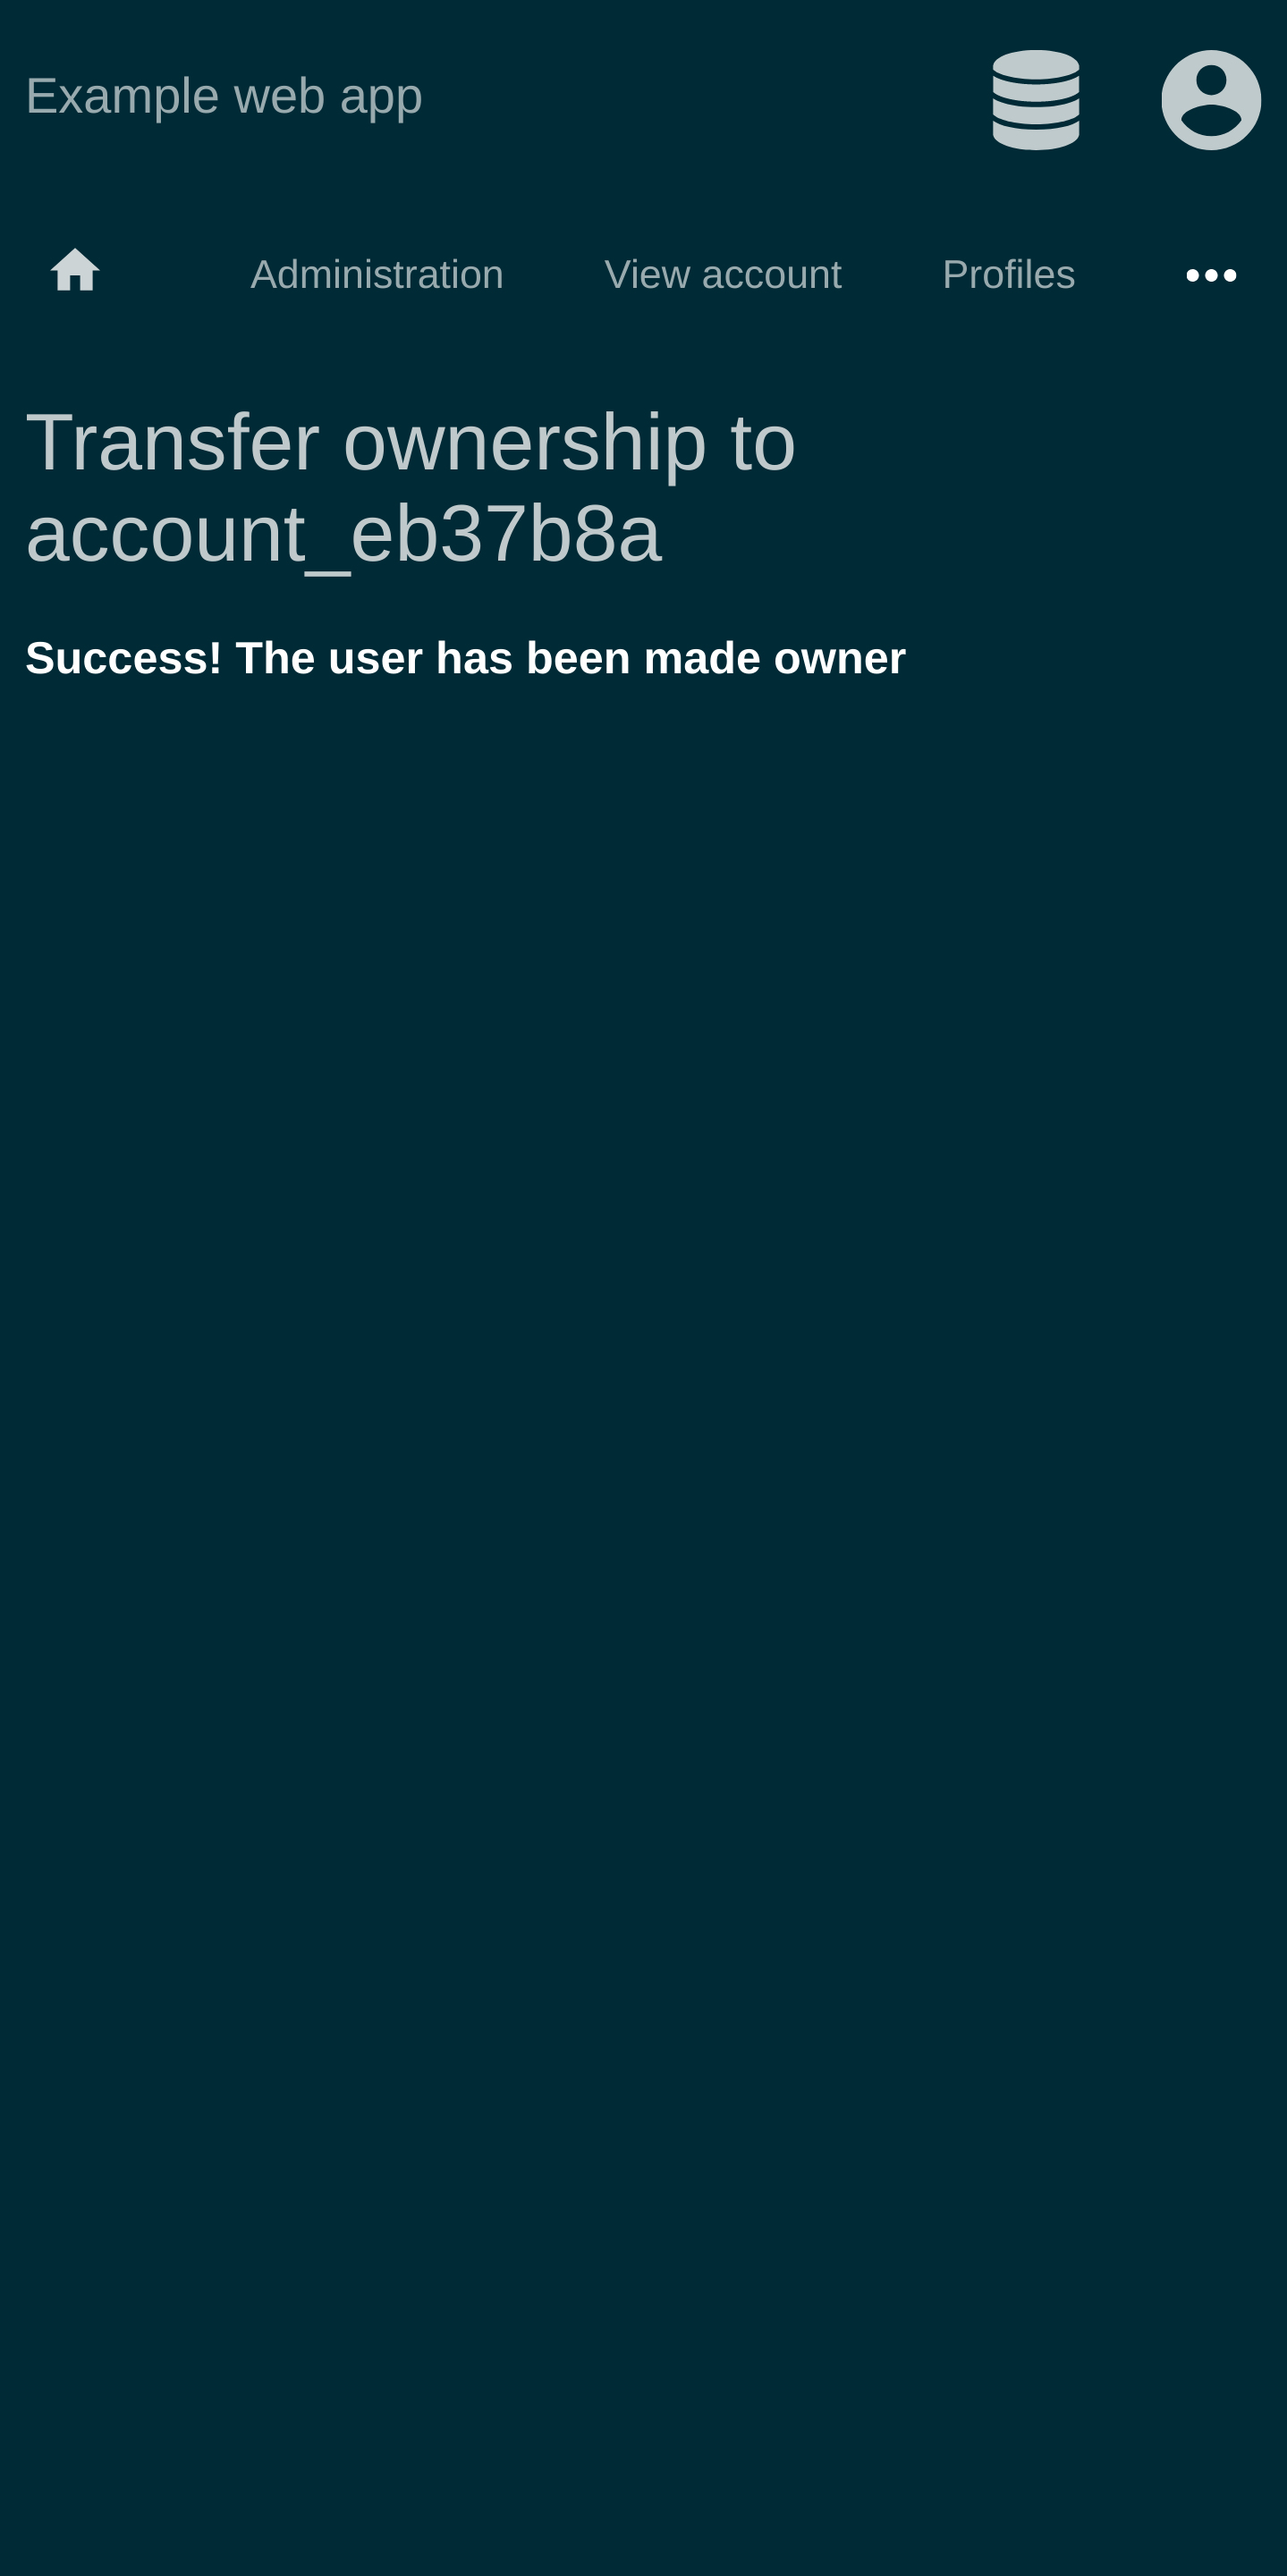 Example web app
Administration View account Profiles
Transfer ownership to
account_eb37b8a
Success! The user has been made owner